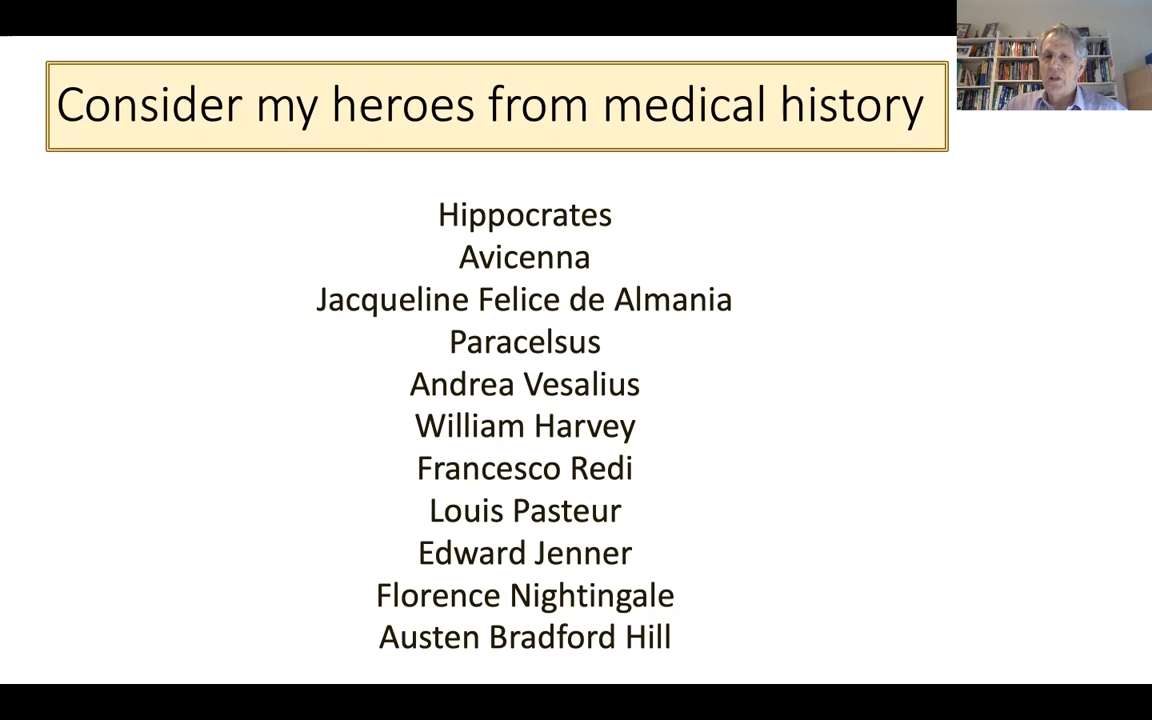 Consider my heroes from medical history
Hippocrates
Avicenna
Jacqueline Felice de Almania
Paracelsus
Andrea Vesalius
William Harvey
Francesco Redi
Louis Pasteur
Edward Jenner
Florence Nightingale
Austen Bradford Hill